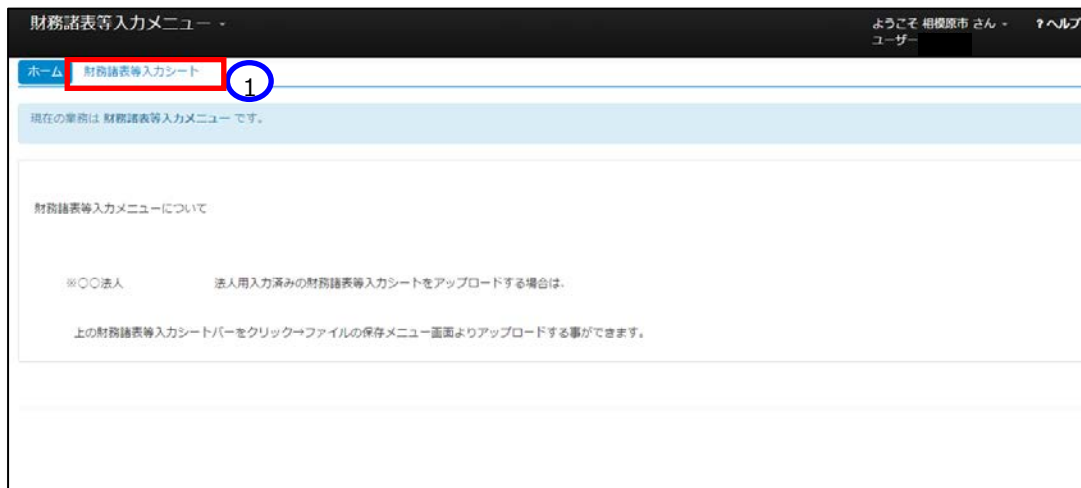 財務諸表等入力メニュー
ようこそ 相模原市 さん
?ヘルプ
ユーザー
ホーム 財務諸表等入力シート
1
現在の業務は 財務諸表等入力メニュー です。
財務諸表等入力メニューについて
※〇〇法人 法人用入力済みの財務諸表等入力シートをアップロードする場合は、
上の財務諸表等入力シートバーをクリック→ファイルの保存メニュー画面よりアップロードする事ができます。